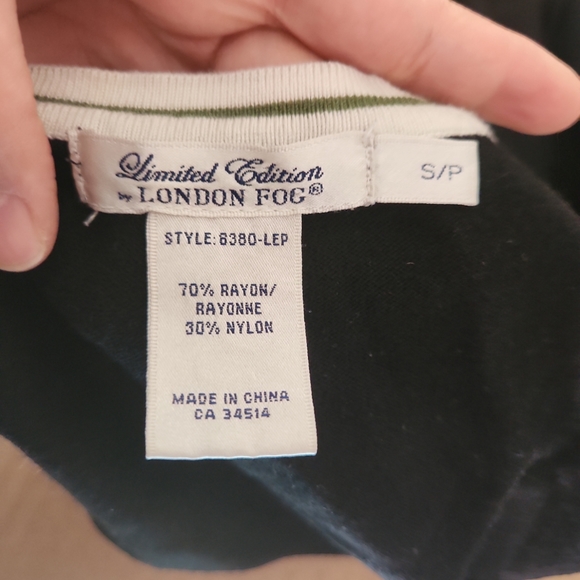 Limited Edition
by LONDON FOG®
S/P
STYLE: 6380-LEP
70% RAYON/
RAYONNE
30% NYLON
MADE IN CHINA
CA 34514